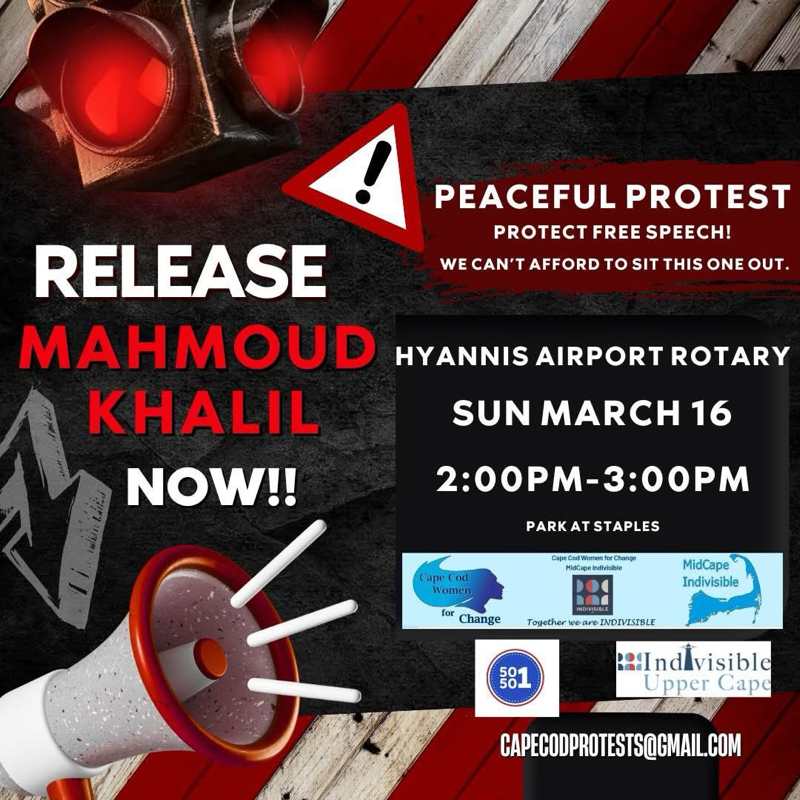 RELEASE
MAHMOUD
KHALIL
NOW!!
PEACEFUL PROTEST
PROTECT FREE SPEECH!
WE CAN'T AFFORD TO SIT THIS ONE OUT.
HYANNIS AIRPORT ROTARY
SUN MARCH 16
2:00PM-3:00PM
PARK AT STAPLES
Cape Cod
Women
for Change
Cape Cod Women for Change
MidCape Indivisible
INDIVISIBLE
Together we are INDIVISIBLE
MidCape
Indivisible
50
50
1
Indivisible
Upper Cape
CAPECODPROTESTS@GMAIL.COM